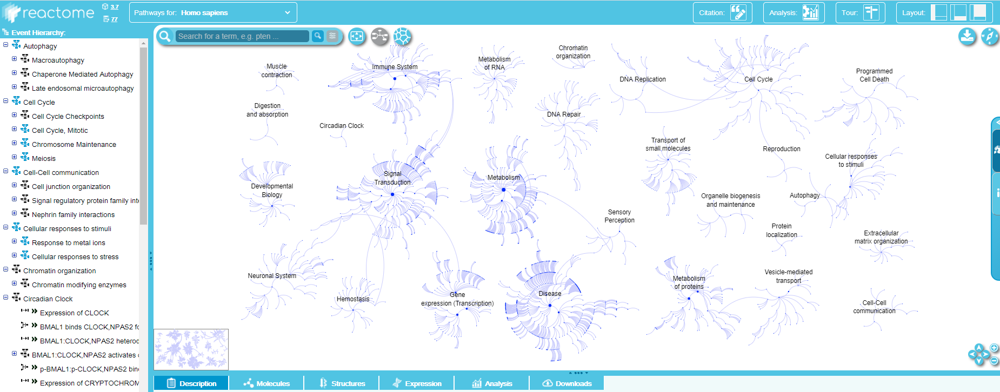 reactome
3.7
77
Pathways for: Homo sapiens
Citation:
Analysis:
Tour:
Layout:
Event Hierarchy:
Autophagy
Macroautophagy
Chaperone Mediated Autophagy
Late endosomal microautophagy
Cell Cycle
Cell Cycle Checkpoints
Cell Cycle, Mitotic
Chromosome Maintenance
Meiosis
Cell-Cell communication
Cell junction organization
Signal regulatory protein family inte
Nephrin family interactions
Cellular responses to stimuli
Response to metal ions
Cellular responses to stress
Chromatin organization
Chromatin modifying enzymes
Circadian Clock
Expression of CLOCK
BMAL1 binds CLOCK,NPAS2 fo
BMAL1:CLOCK,NPAS2 heterod
BMAL1:CLOCK,NPAS2 activates
p-BMAL1:p-CLOCK,NPAS2 bind
Expression of CRYPTOCHROM
Search for a term, e.g. pten ...
Muscle
contraction
Immune System
Metabolism
of RNA
Chromatin
organization
DNA Replication
Cell Cycle
Programmed
Cell Death
Digestion
and absorption
Circadian Clock
DNA Repair
Transport of
small molecules
Reproduction
Cellular responses
to stimuli
Developmental
Biology
Signal
Transduction
Metabolism
Organelle biogenesis
and maintenance
Autophagy
Sensory
Perception
Protein
localization
Extracellular
matrix organization
Neuronal System
Hemostasis
Gene
expression (Transcription)
Disease
Metabolism
of proteins
Vesicle-mediated
transport
Cell-Cell
communication
W N E S
Description
Molecules
Structures
Expression
Analysis
Downloads